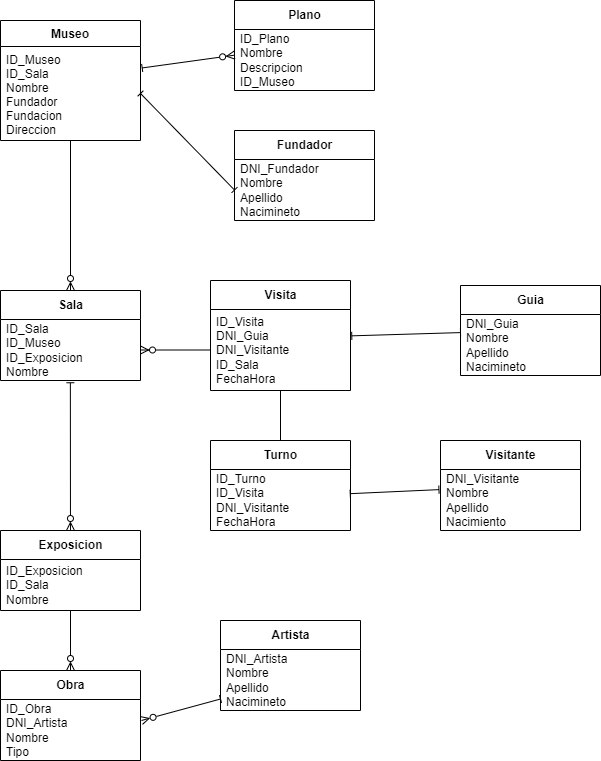 Museo
ID_Museo
ID_Sala
Nombre
Fundador
Fundacion
Direccion
Plano
ID_Plano
Nombre
Descripcion
ID_Museo
Fundador
DNI_Fundador
Nombre
Apellido
Nacimineto
Sala
ID_Sala
ID_Museo
ID_Exposicion
Nombre
Visita
ID_Visita
DNI_Guia
DNI_Visitante
ID_Sala
FechaHora
Guia
DNI_Guia
Nombre
Apellido
Nacimineto
Turno
ID_Turno
ID_Visita
DNI_Visitante
FechaHora
Visitante
DNI_Visitante
Nombre
Apellido
Nacimiento
Exposicion
ID_Exposicion
ID_Sala
Nombre
Obra
ID_Obra
DNI_Artista
Nombre
Tipo
Artista
DNI_Artista
Nombre
Apellido
Nacimineto